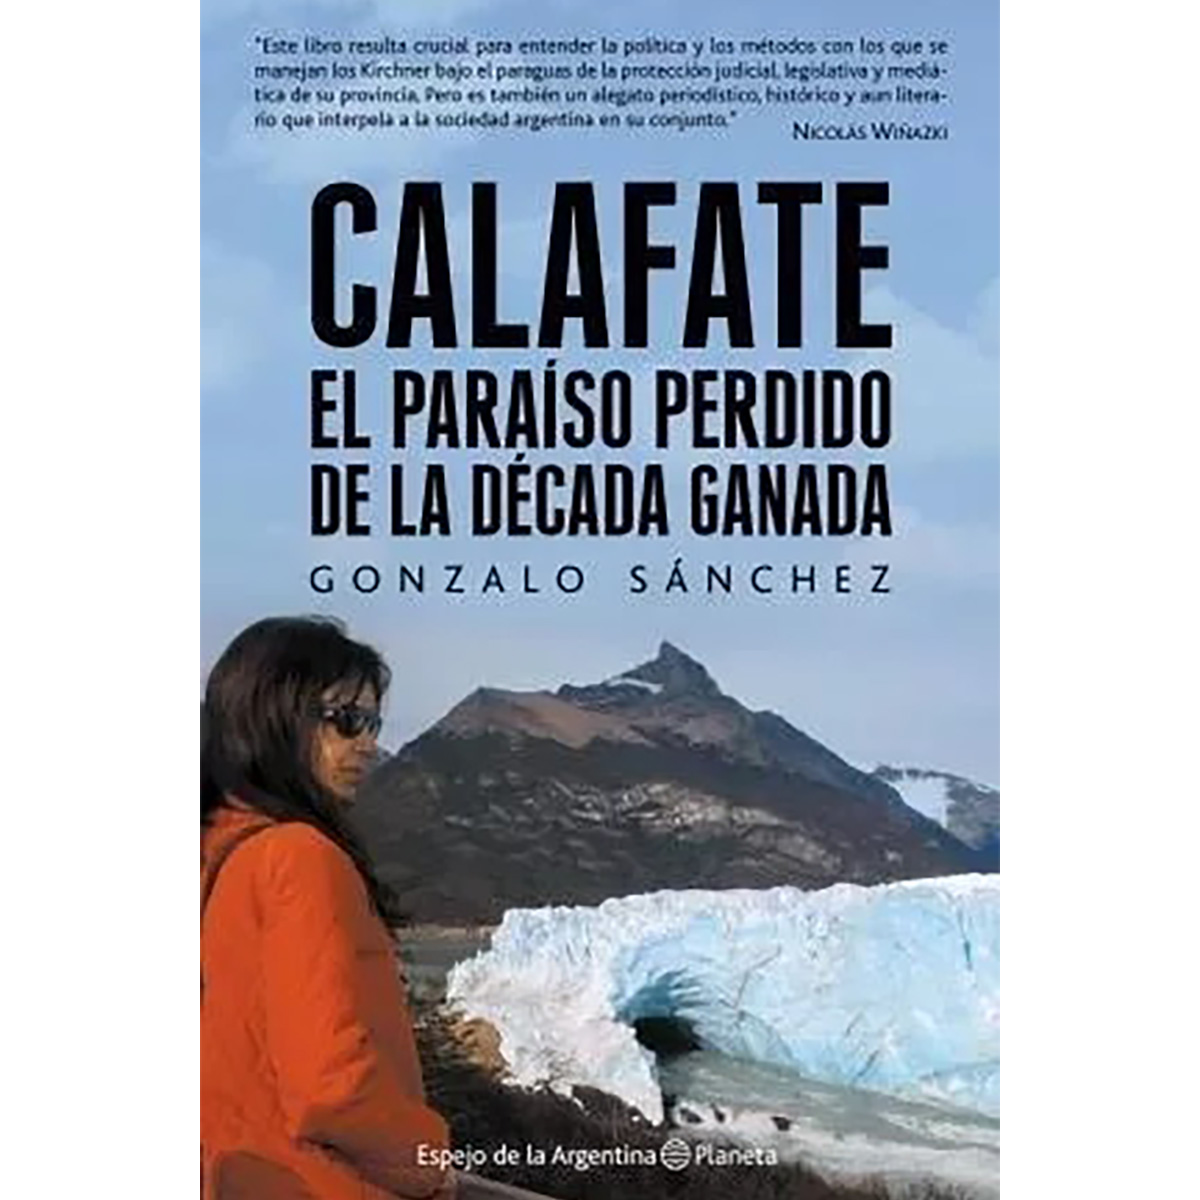 "Este libro resulta crucial para entender la política y los métodos con los que se
manejan los Kirchner bajo el paraguas de la protección judicial, legislativa y mediá-
tica de su provincia. Pero es también un alegato periodístico, histórico y aun litera-
rio que interpela a la sociedad argentina en su conjunto."
NICOLÁS WIÑAZKI
CALAFATE
EL PARAÍSO PERDIDO
DE LA DÉCADA GANADA
GONZALO SÁNCHEZ
Espejo de la Argentina Planeta